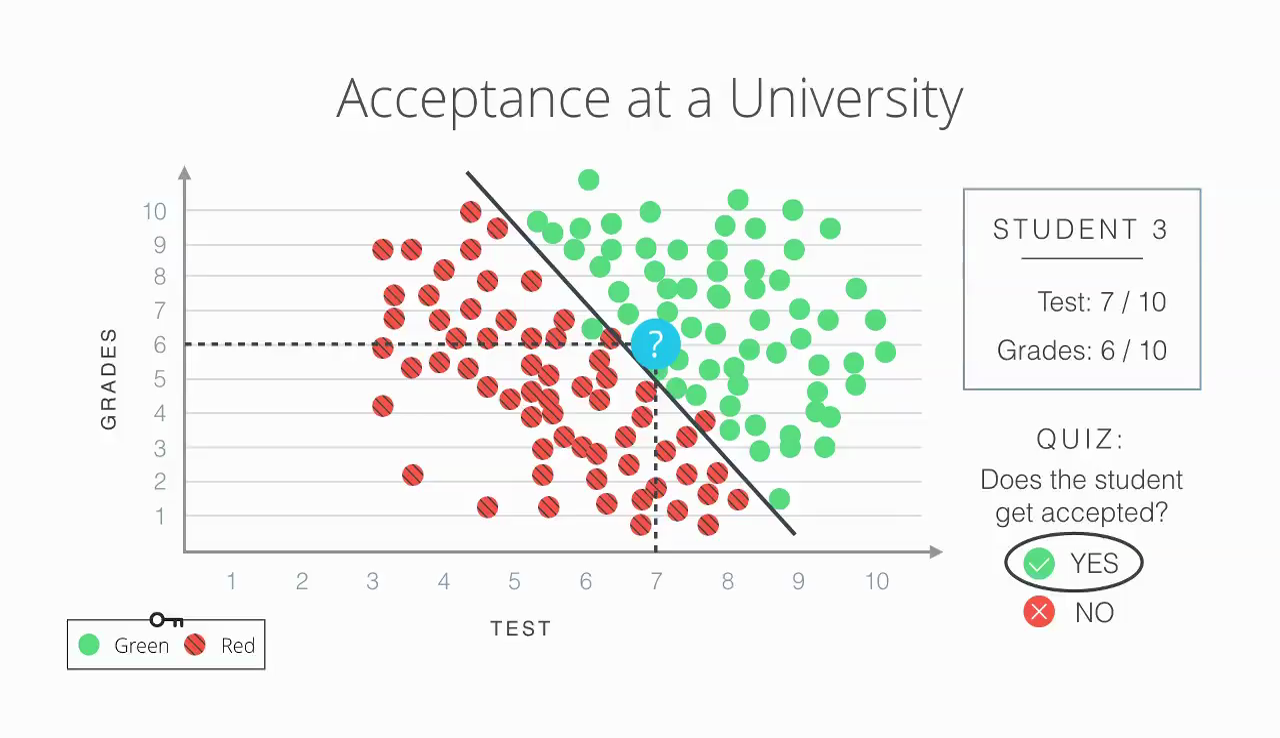 Acceptance at a University
10
9
8
7
6
5
4
3
2
1
GRADES
?
1 2 3 4 5 6 7 8 9 10
TEST
Green Red
STUDENT 3
Test: 7 / 10
Grades: 6 / 10
QUIZ:
Does the student
get accepted?
YES
NO